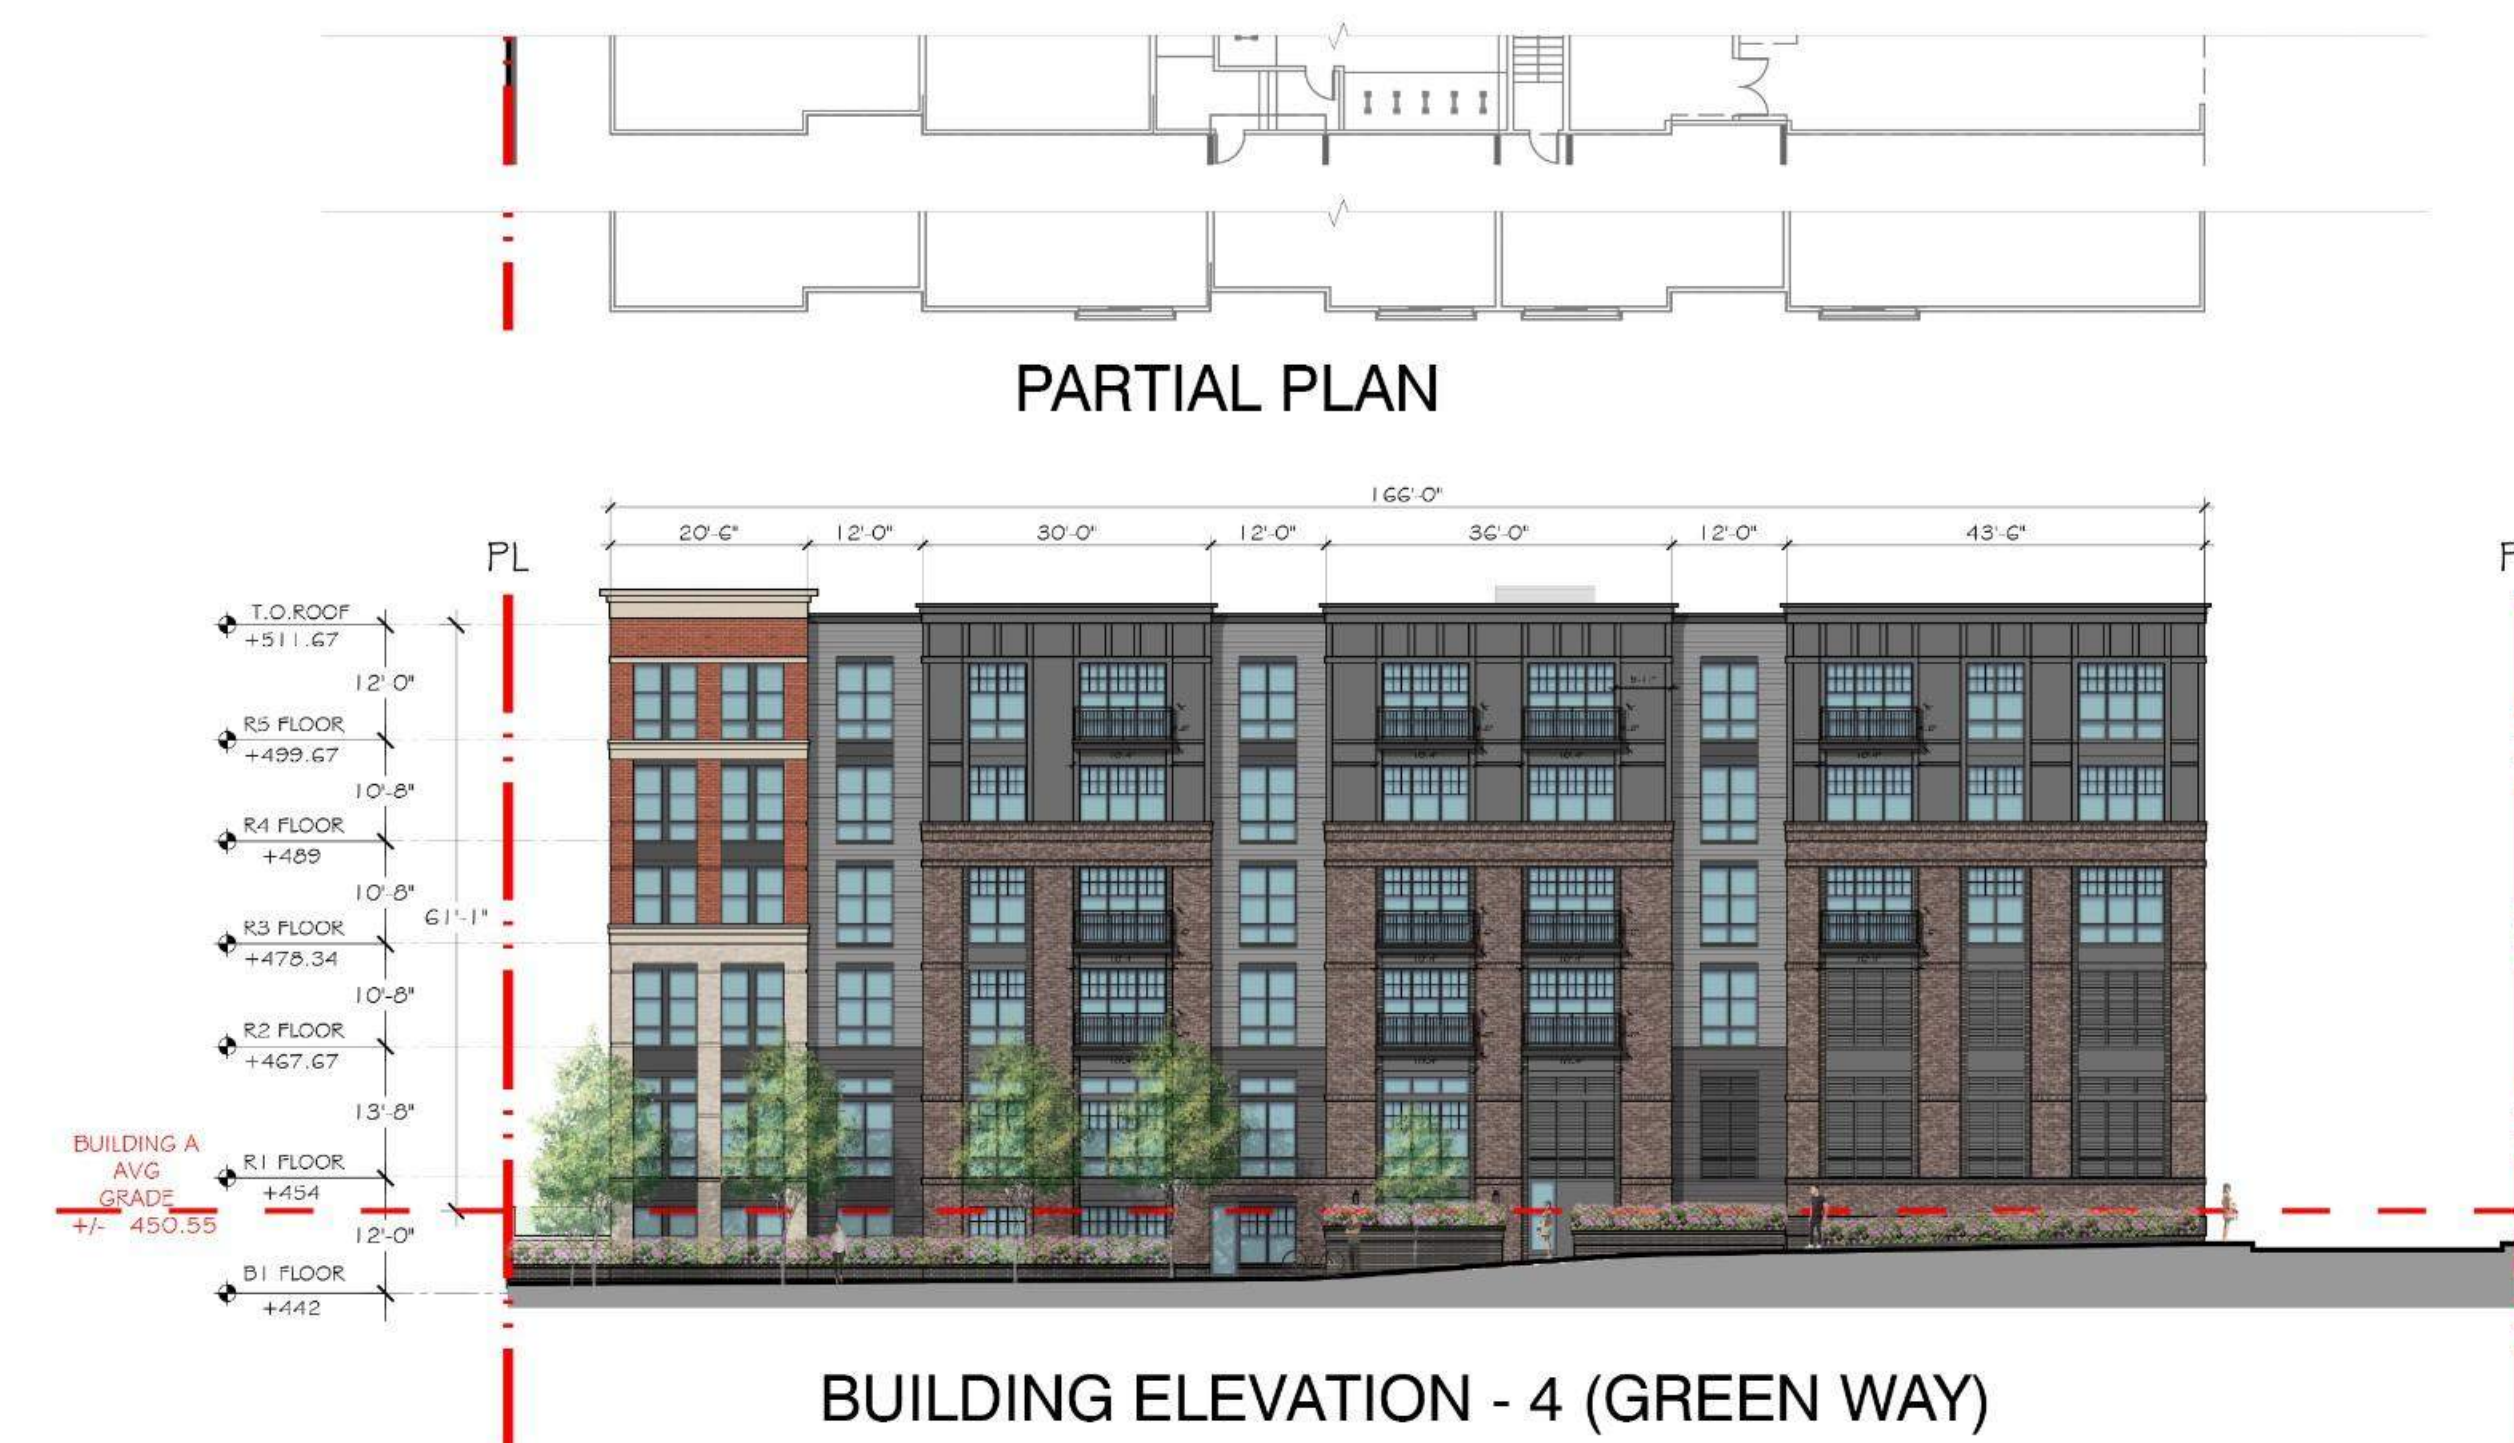 PARTIAL PLAN
166'-0"
20'-6" 12'-0" 30'-0" 12'-0" 36'-0" 12'-0" 43'-6"
PL
T.O.ROOF
+511.67
12'-0"
R5 FLOOR
+499.67
10'-8"
R4 FLOOR
+489
10'-8"
61'-1"
R3 FLOOR
+478.34
10'-8"
R2 FLOOR
+467.67
13'-8"
BUILDING A
AVG
GRADE
+/- 450.55
R1 FLOOR
+454
12'-0"
B1 FLOOR
+442
BUILDING ELEVATION - 4 (GREEN WAY)